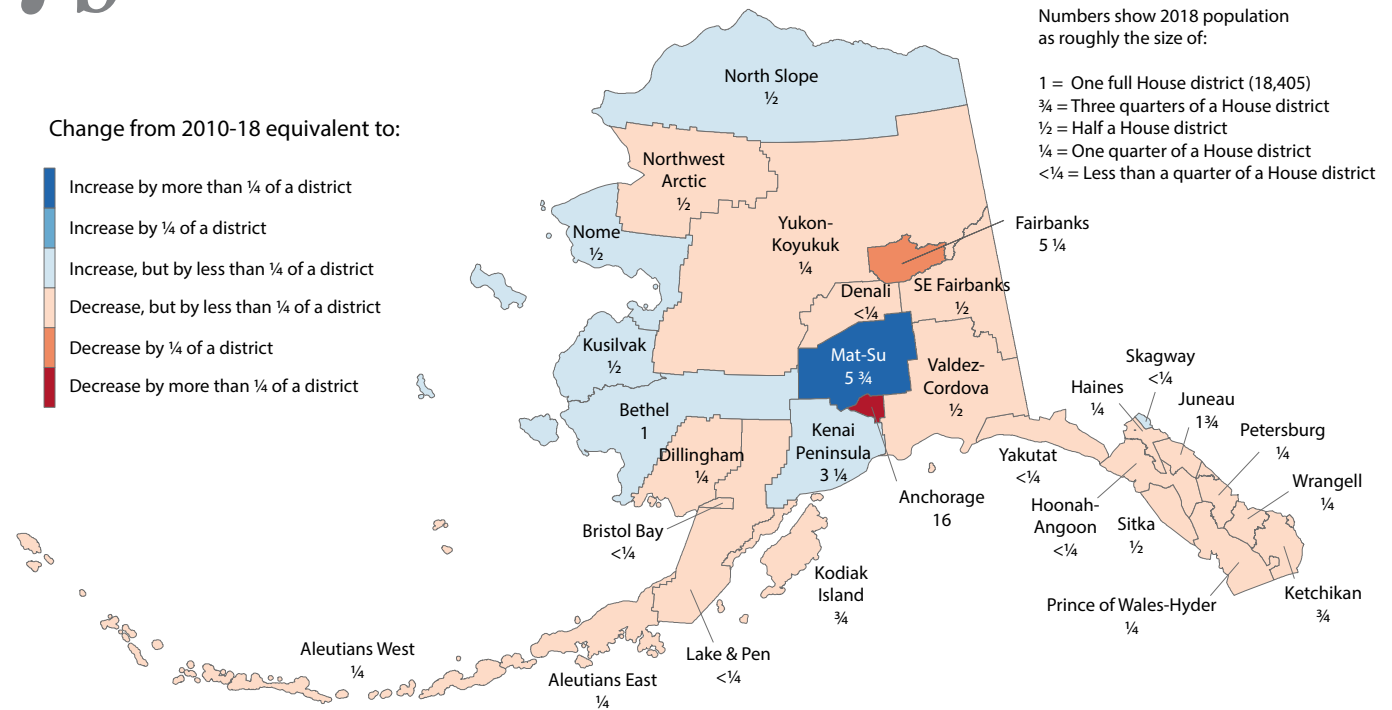 Numbers show 2018 population
as roughly the size of:
1 = One full House district (18,405)
¾ = Three quarters of a House district
½ = Half a House district
¼ = One quarter of a House district
<¼ = Less than a quarter of a House district
Change from 2010-18 equivalent to:
Increase by more than ¼ of a district
Increase by ¼ of a district
Increase, but by less than ¼ of a district
Decrease, but by less than ¼ of a district
Decrease by ¼ of a district
Decrease by more than ¼ of a district
North Slope
½
Northwest
Arctic
½
Nome
½
Yukon-
Koyukuk
¼
Fairbanks
5 ¼
Denali
<¼
SE Fairbanks
½
Kusilvak
½
Mat-Su
5 ¾
Valdez-
Cordova
½
Bethel
1
Dillingham
¼
Kenai
Peninsula
3 ¼
Anchorage
16
Bristol Bay
<¼
Kodiak
Island
¾
Lake & Pen
<¼
Aleutians East
¼
Aleutians West
¼
Yakutat
<¼
Skagway
<¼
Haines
¼
Juneau
1¾
Petersburg
¼
Wrangell
¼
Hoonah-
Angoon
<¼
Sitka
½
Prince of Wales-Hyder
¼
Ketchikan
¾